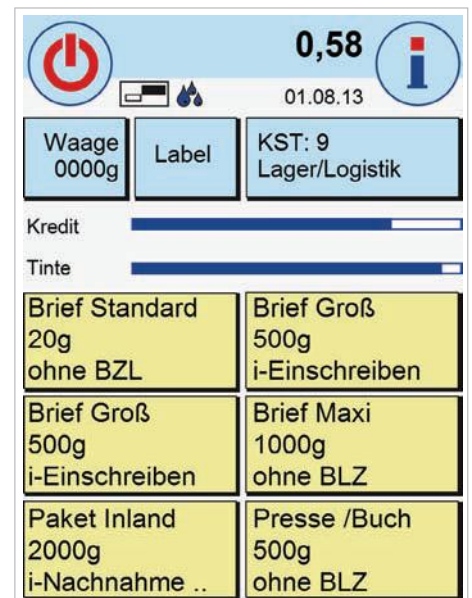 0,58
01.08.13
Waage
0000g
Label
KST: 9
Lager/Logistik
Kredit
Tinte
Brief Standard
20g
ohne BZL
Brief Groß
500g
i-Einschreiben
Brief Groß
500g
i-Einschreiben
Brief Maxi
1000g
ohne BLZ
Paket Inland
2000g
i-Nachnahme ..
Presse /Buch
500g
ohne BLZ